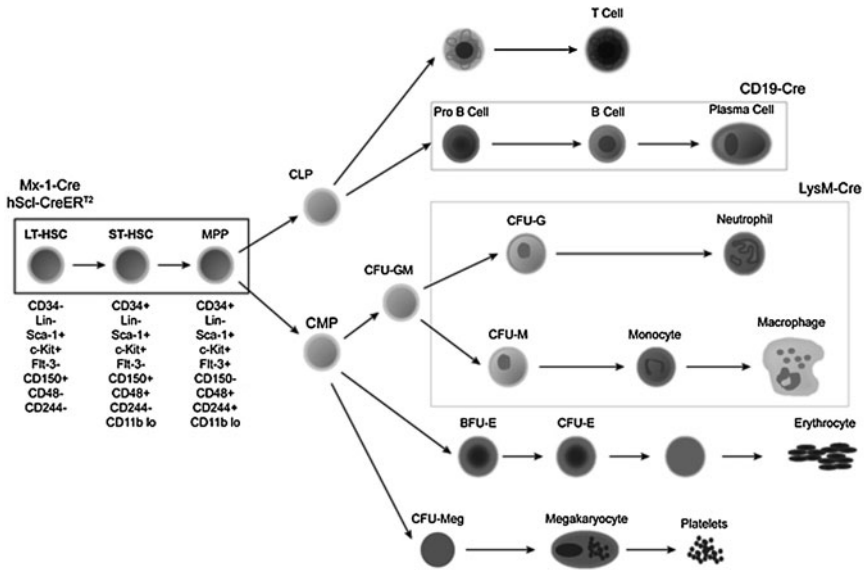 T Cell
CD19-Cre
Pro B Cell
B Cell
Plasma Cell
CLP
Mx-1-Cre
hScl-CreER^T2
LysM-Cre
LT-HSC
ST-HSC
MPP
CFU-G
Neutrophil
CFU-GM
CD34-
Lin-
Sca-1+
c-Kit+
Flt-3-
CD150+
CD48-
CD244-
CD34+
Lin-
Sca-1+
c-Kit+
Flt-3-
CD150+
CD48+
CD244-
CD11b lo
CD34+
Lin-
Sca-1+
c-Kit+
Flt-3+
CD150-
CD48+
CD244+
CD11b lo
CMP
CFU-M
Monocyte
Macrophage
BFU-E
CFU-E
Erythrocyte
CFU-Meg
Megakaryocyte
Platelets